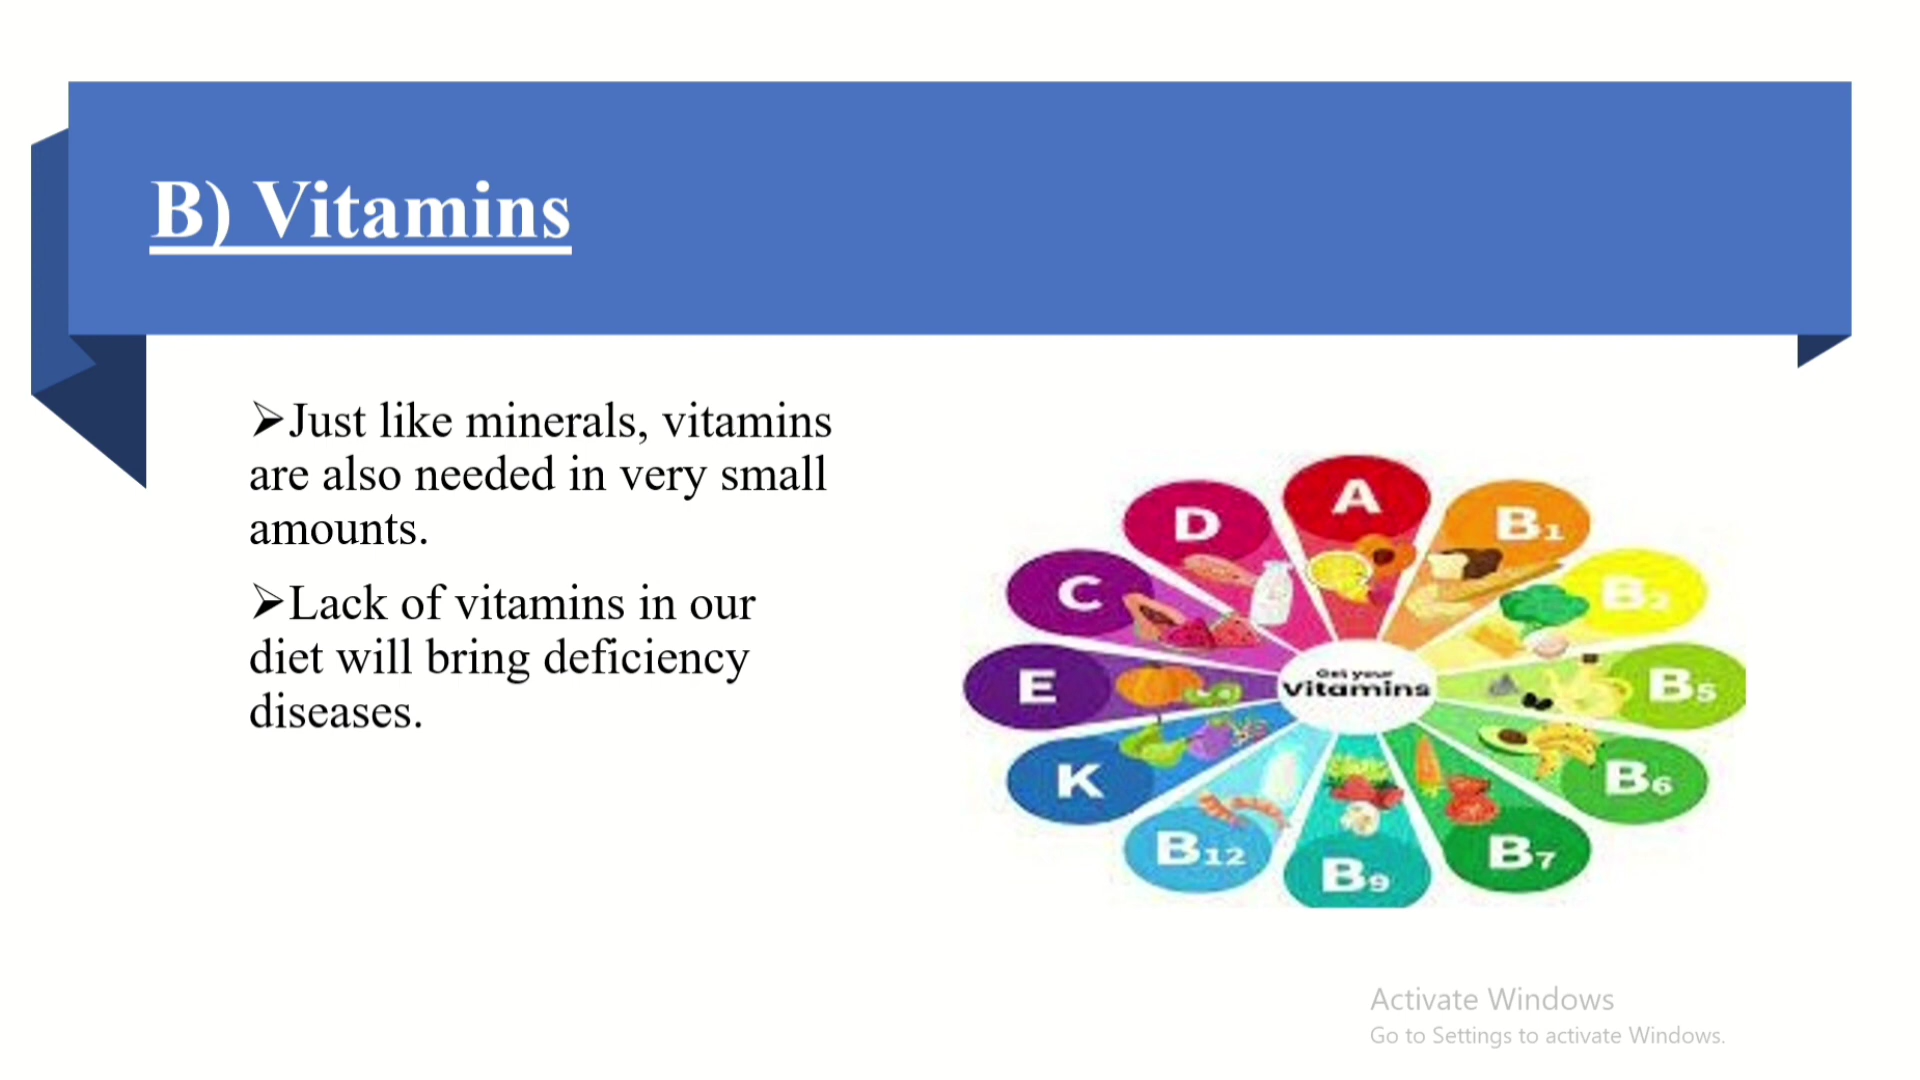 B) Vitamins
➢Just like minerals, vitamins
are also needed in very small
amounts.
➢Lack of vitamins in our
diet will bring deficiency
diseases.
A
B1
B2
B5
B6
B7
B9
B12
K
E
C
D
Get your
vitamins
Activate Windows
Go to Settings to activate Windows.